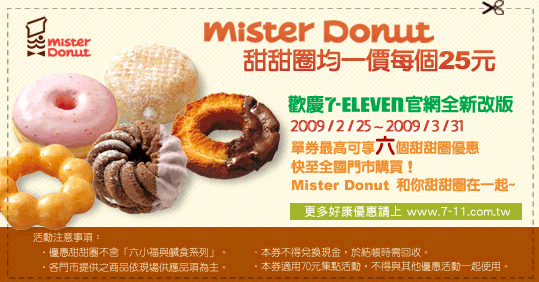 mister Donut
mister Donut
甜甜圈均一價每個25元
歡慶7-ELEVEN官網全新改版
2009 / 2 / 25 ~ 2009 / 3 / 31
單券最高可享六個甜甜圈優惠
快至全國門市購買！
Mister Donut 和你甜甜圈在一起~
更多好康優惠請上 www.7-11.com.tw
活動注意事項：
・優惠甜甜圈不含「六小福與鹹食系列」。
・各門市提供之商品依現場供應品項為主。
・本券不得兌換現金，於結帳時需回收。
・本券適用70元集點活動，不得與其他優惠活動一起使用。